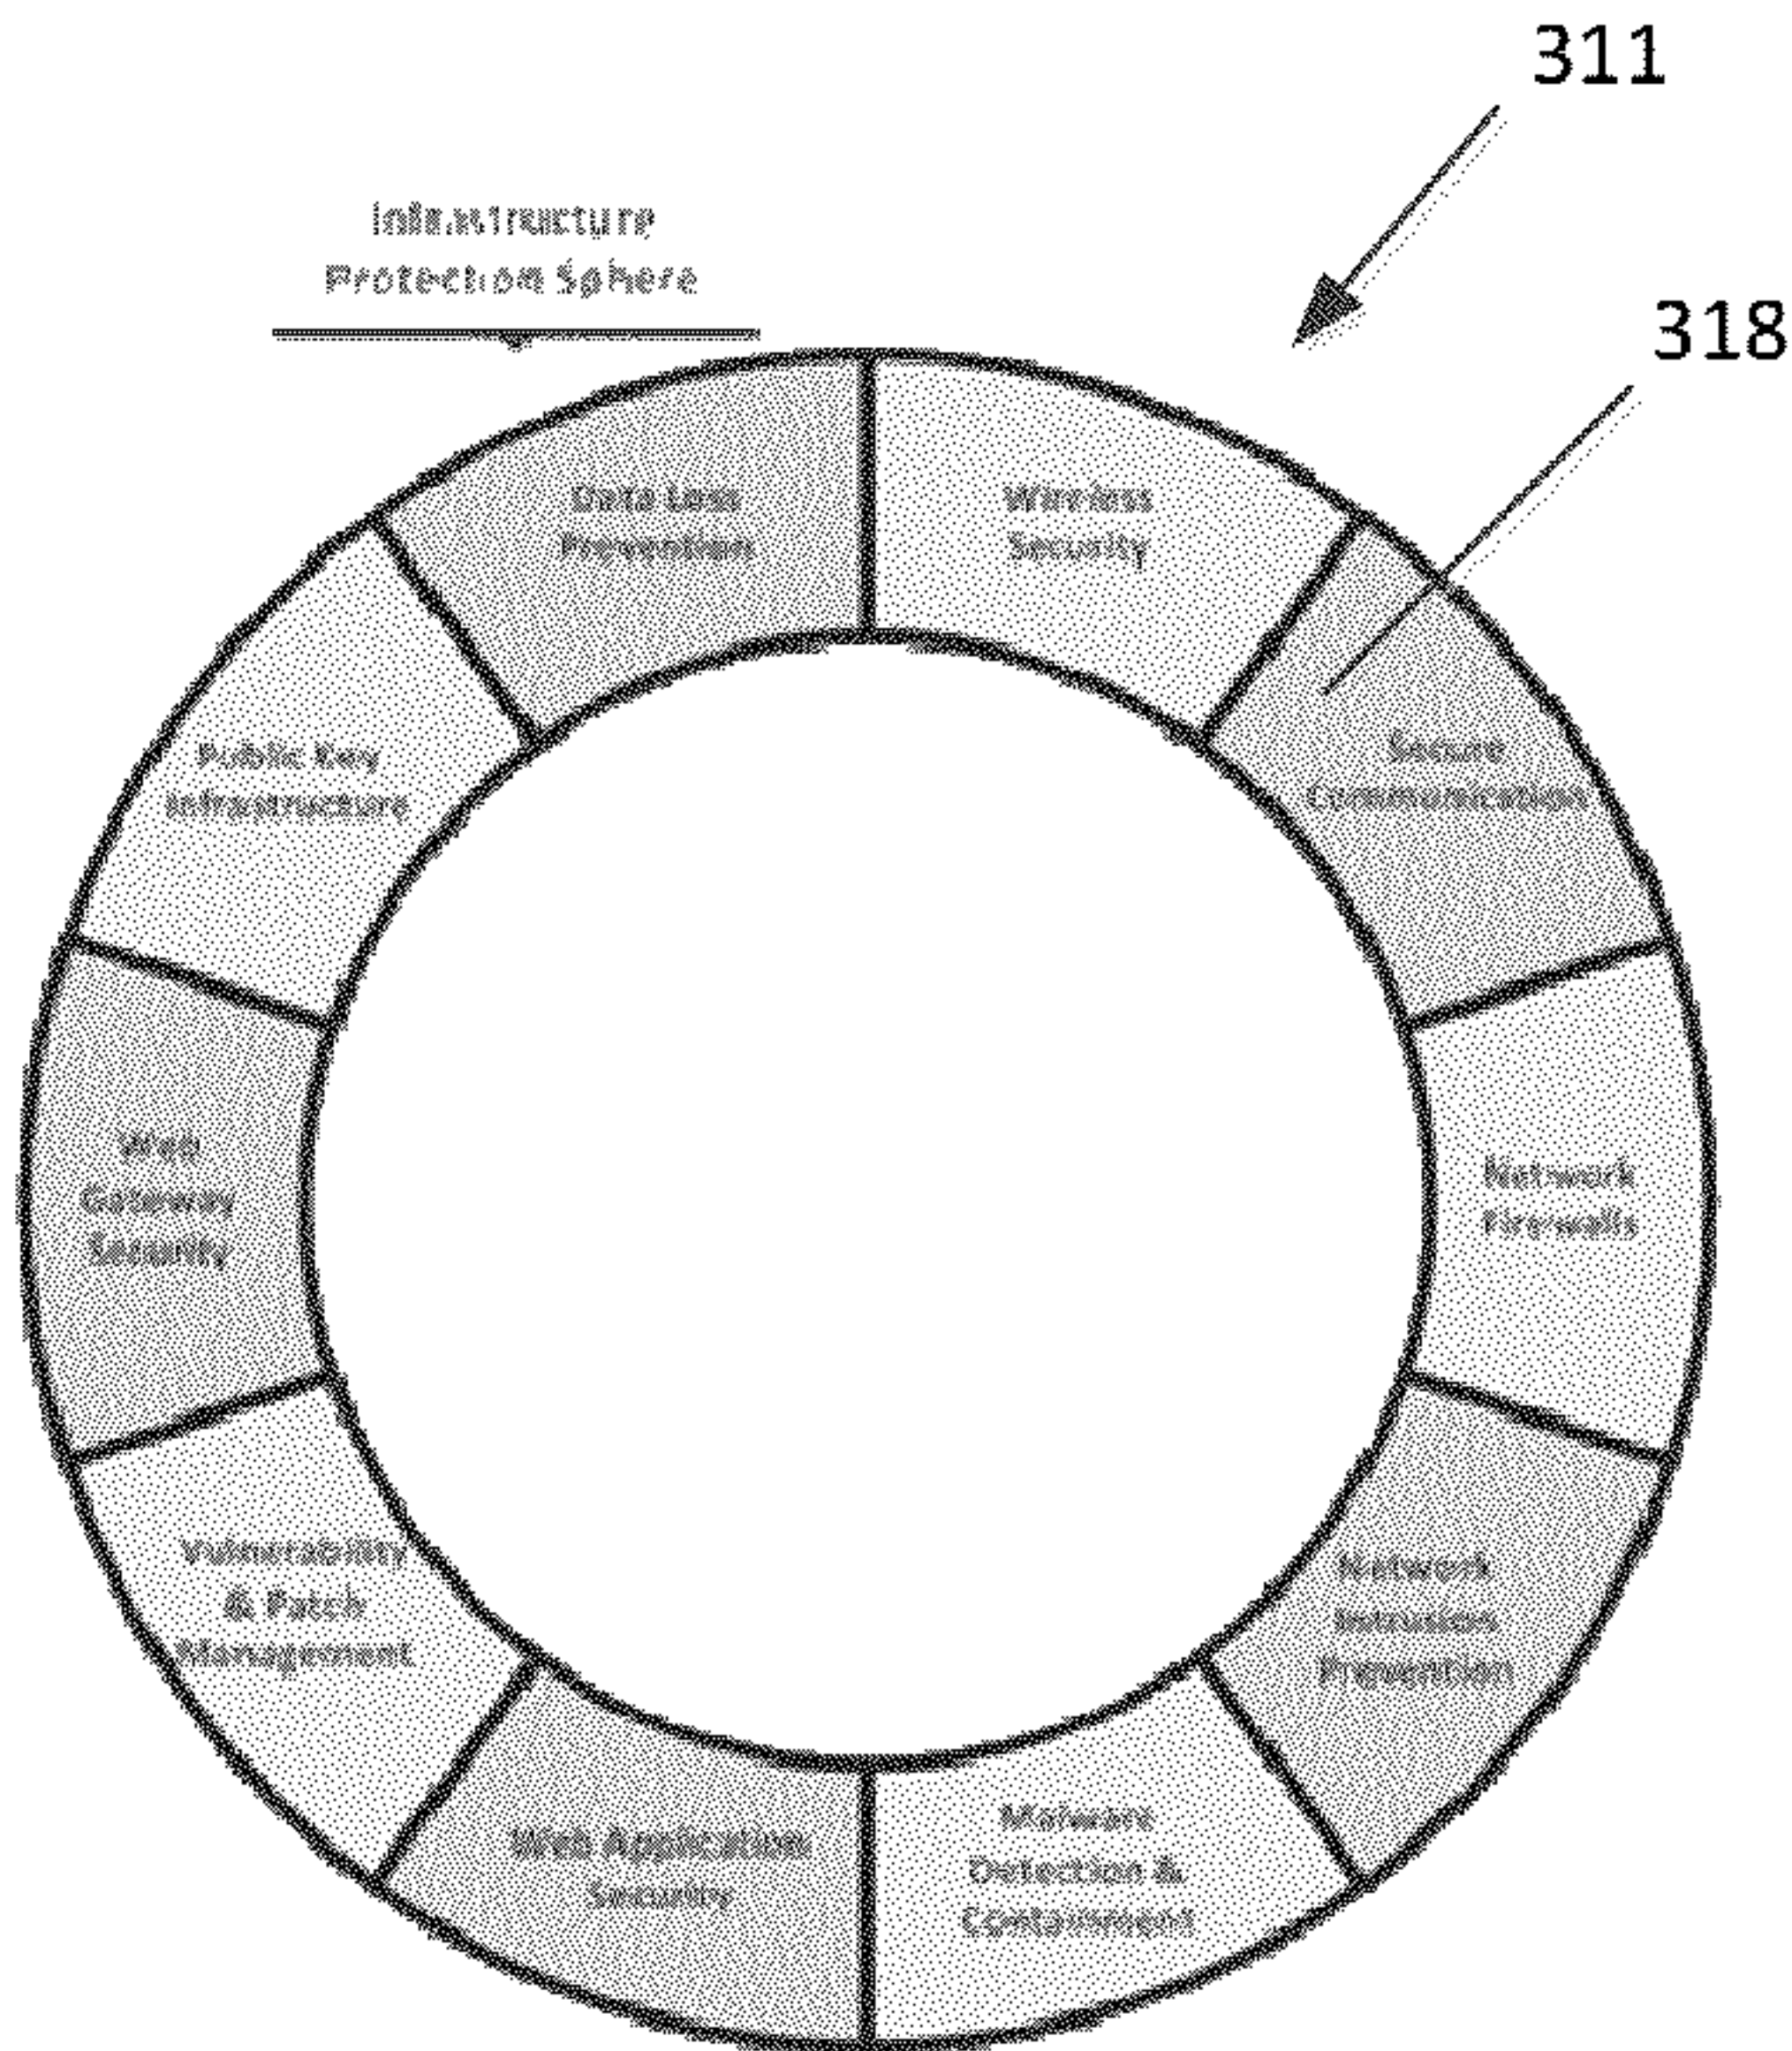 311
318
Infrastructure
Protection Sphere
Data Loss
Prevention
Wireless
Security
Secure
Communication
Network
Firewalls
Network
Intrusion
Prevention
Malware
Detection &
Containment
Web Application
Security
Vulnerability
& Patch
Management
Web
Gateway
Security
Public Key
Infrastructure